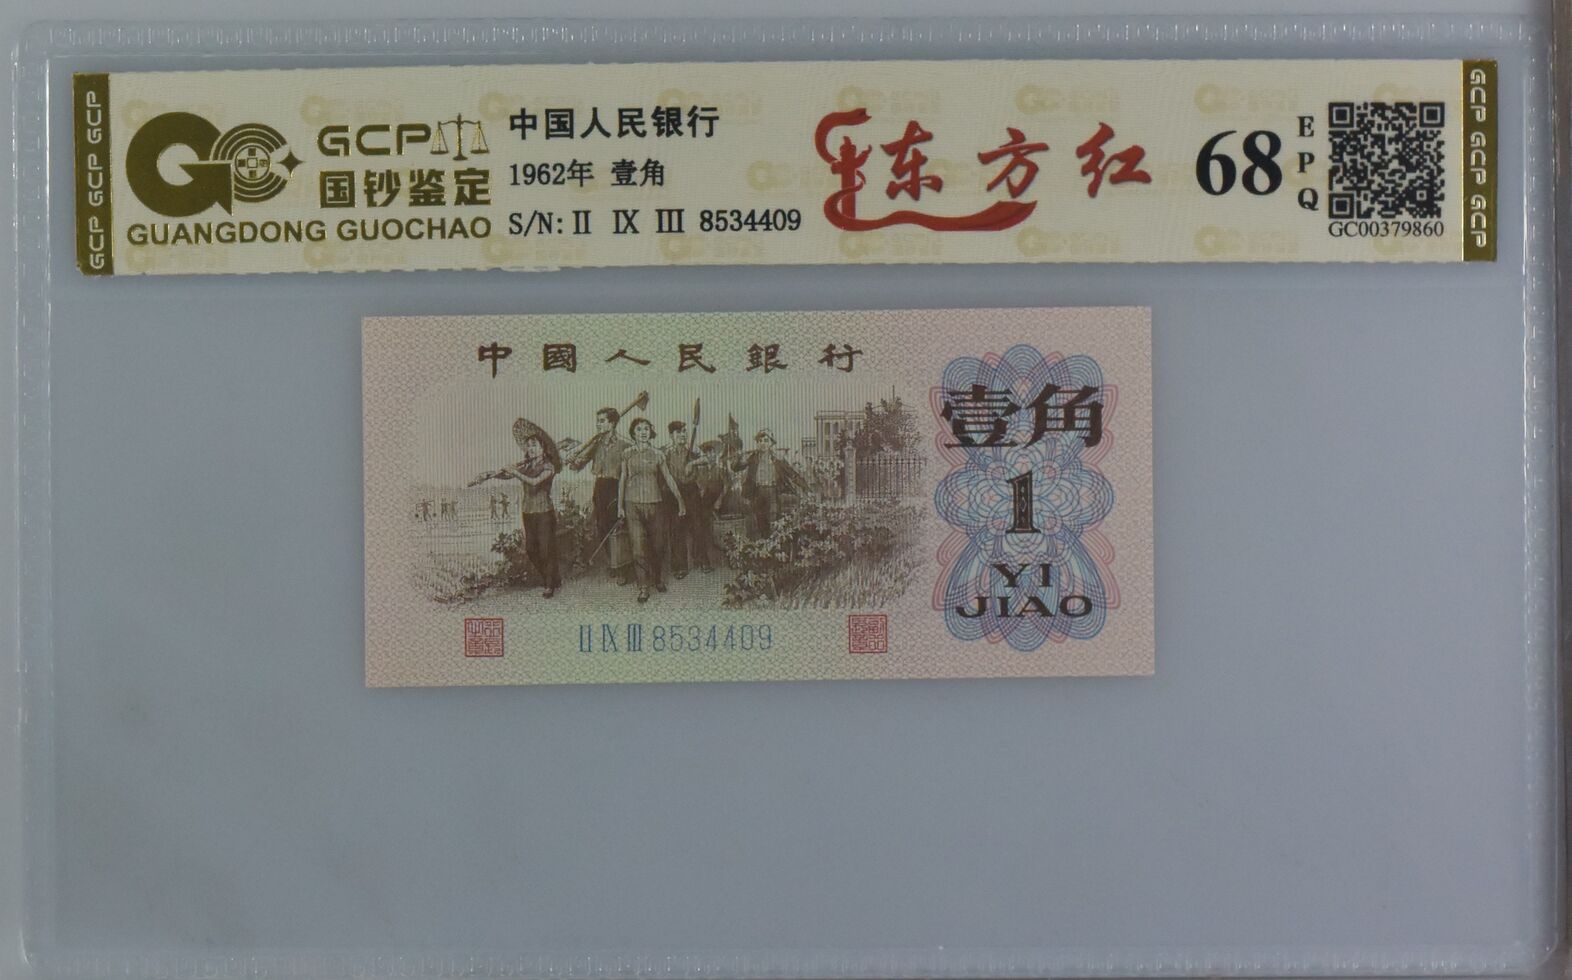 GCP GCP GCP
GCP
国钞鉴定
GUANGDONG GUOCHAO
中国人民银行
1962年 壹角
S/N: II IX III 8534409
东方红
68
EPQ
GC00379860
GCP GCP GCP
中國人民銀行
壹角
1
YI
JIAO
II IX III 8534409